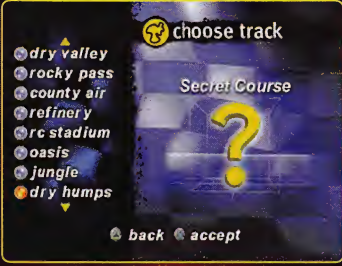 choose track
dry valley
rocky pass
county air
refinery
rc stadium
oasis
jungle
dry humps
Secret Course
?
back accept